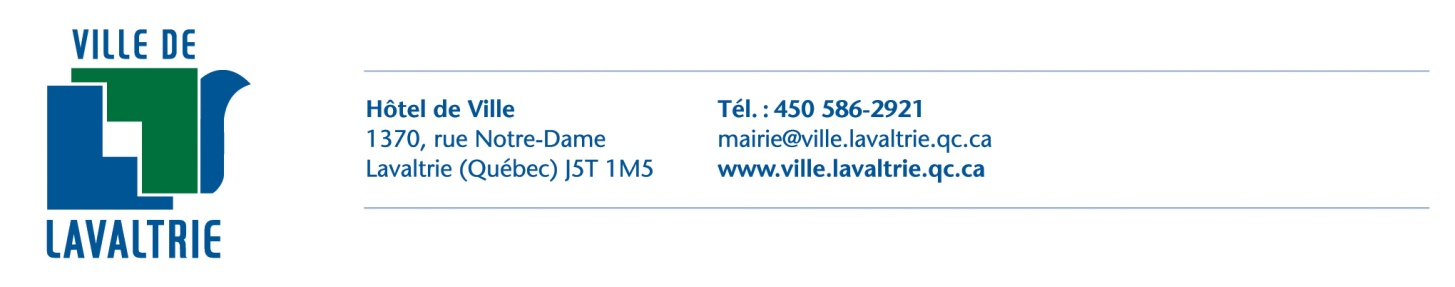 VILLE DE
LAVALTRIE
Hôtel de Ville
1370, rue Notre-Dame
Lavaltrie (Québec) J5T 1M5
Tél. : 450 586-2921
mairie@ville.lavaltrie.qc.ca
www.ville.lavaltrie.qc.ca